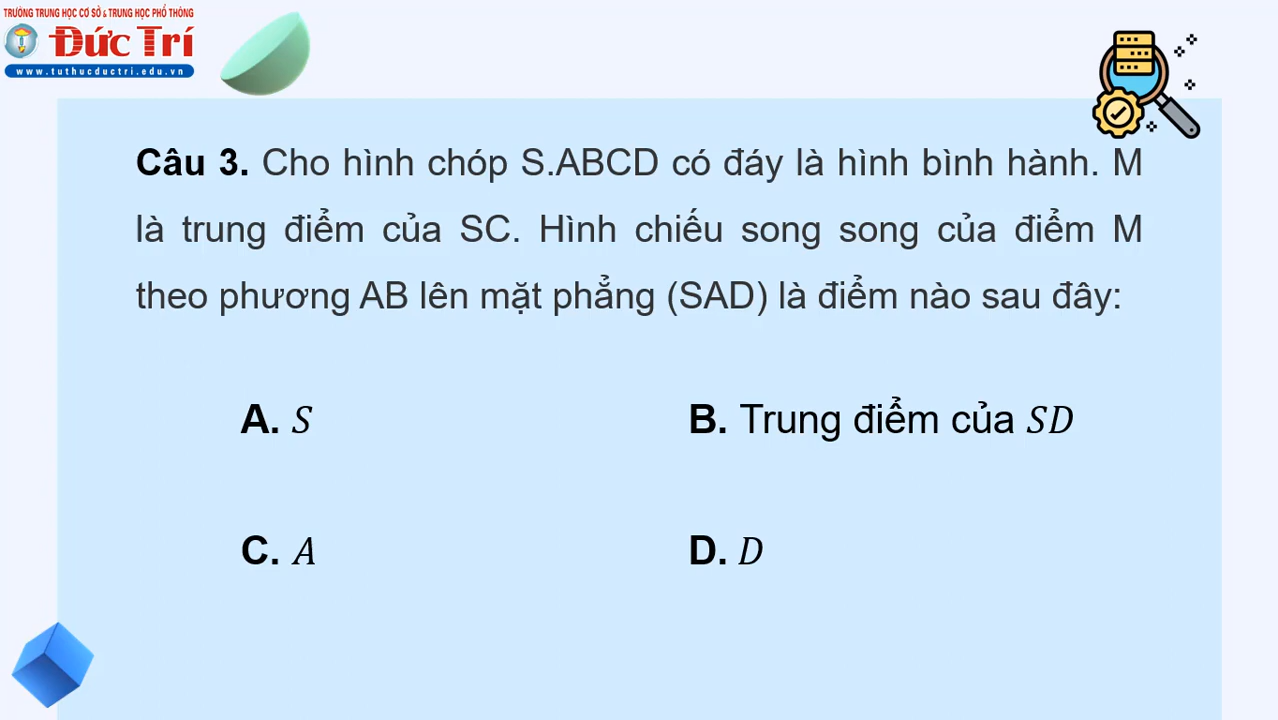 TRƯỜNG TRUNG HỌC CƠ SỞ & TRUNG HỌC PHỔ THÔNG
Đức Trí
www.tuthucductri.edu.vn
Câu 3. Cho hình chóp S.ABCD có đáy là hình bình hành. M
là trung điểm của SC. Hình chiếu song song của điểm M
theo phương AB lên mặt phẳng (SAD) là điểm nào sau đây:
A. S
B. Trung điểm của SD
C. A
D. D